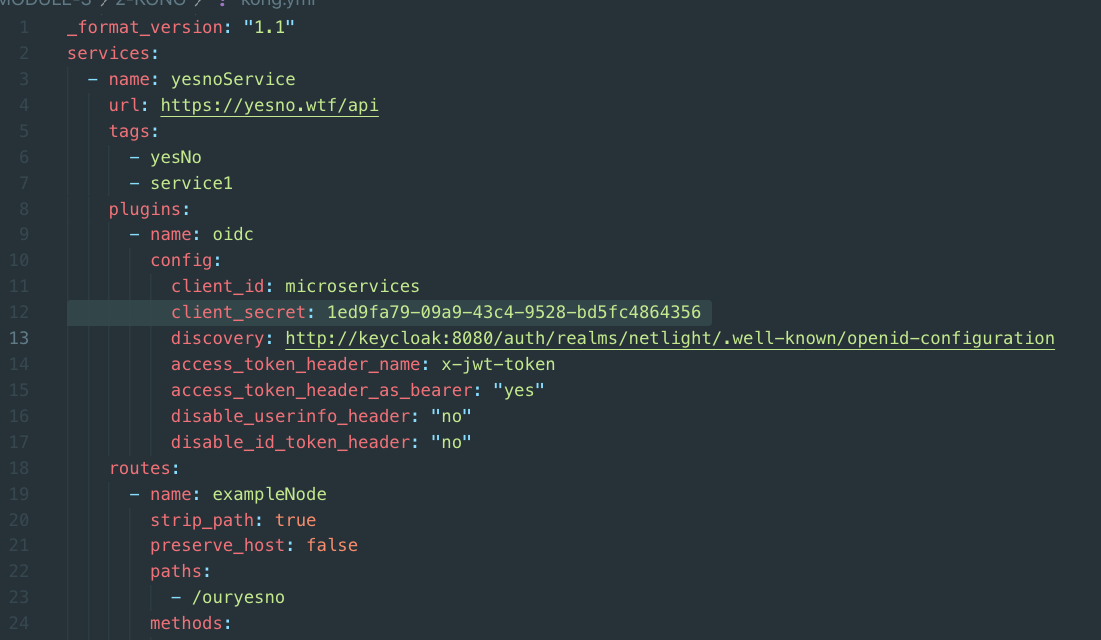 MODULE-3 / 2-KONG / ! kong.yml
1 _format_version: "1.1"
2 services:
3 - name: yesnoService
4 url: https://yesno.wtf/api
5 tags:
6 - yesNo
7 - service1
8 plugins:
9 - name: oidc
10 config:
11 client_id: microservices
12 client_secret: 1ed9fa79-09a9-43c4-9528-bd5fc4864356
13 discovery: http://keycloak:8080/auth/realms/netlight/.well-known/openid-configuration
14 access_token_header_name: x-jwt-token
15 access_token_header_as_bearer: "yes"
16 disable_userinfo_header: "no"
17 disable_id_token_header: "no"
18 routes:
19 - name: exampleNode
20 strip_path: true
21 preserve_host: false
22 paths:
23 - /ouryesno
24 methods: